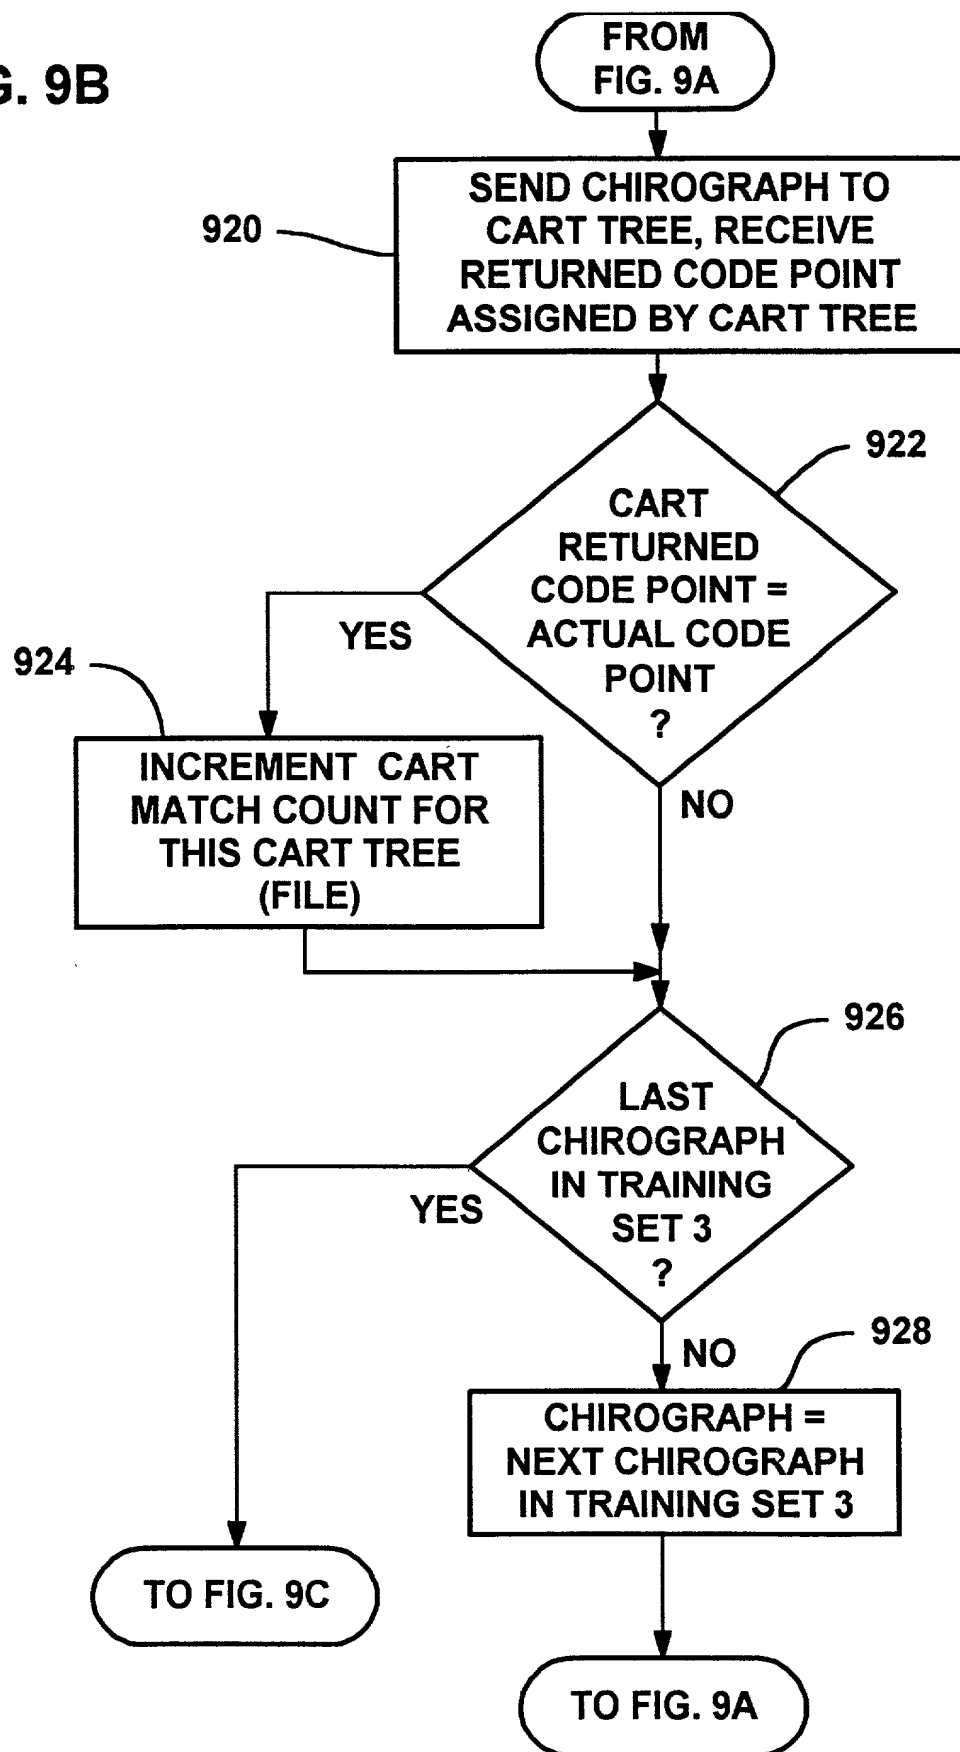 G. 9B
FROM
FIG. 9A
920
SEND CHIROGRAPH TO
CART TREE, RECEIVE
RETURNED CODE POINT
ASSIGNED BY CART TREE
922
CART
RETURNED
CODE POINT =
ACTUAL CODE
POINT
?
YES
NO
924
INCREMENT CART
MATCH COUNT FOR
THIS CART TREE
(FILE)
926
LAST
CHIROGRAPH
IN TRAINING
SET 3
?
YES
NO
928
CHIROGRAPH =
NEXT CHIROGRAPH
IN TRAINING SET 3
TO FIG. 9C
TO FIG. 9A